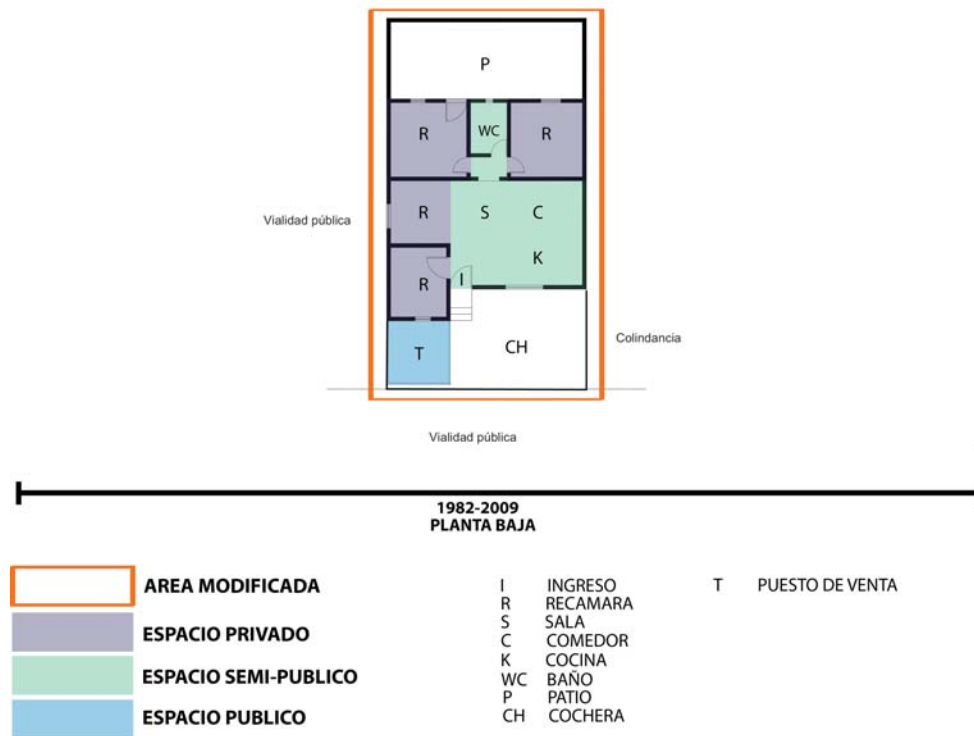 P
R
WC
R
Vialidad pública
R
S
C
K
R
I
T
CH
Colindancia
Vialidad pública
1982-2009
PLANTA BAJA
AREA MODIFICADA
ESPACIO PRIVADO
ESPACIO SEMI-PUBLICO
ESPACIO PUBLICO
I INGRESO
R RECAMARA
S SALA
C COMEDOR
K COCINA
WC BAÑO
P PATIO
CH COCHERA
T PUESTO DE VENTA